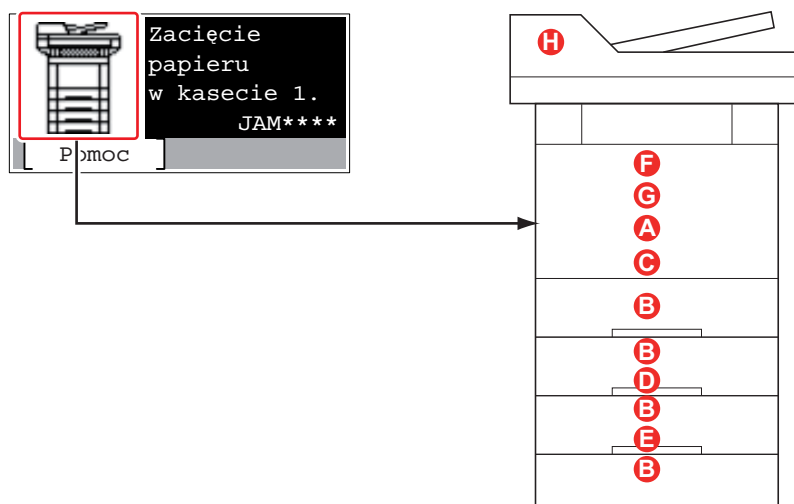 Zacięcie
papieru
w kasecie 1.
JAM****
Pomoc
H
F
G
A
C
B
B
D
B
E
B